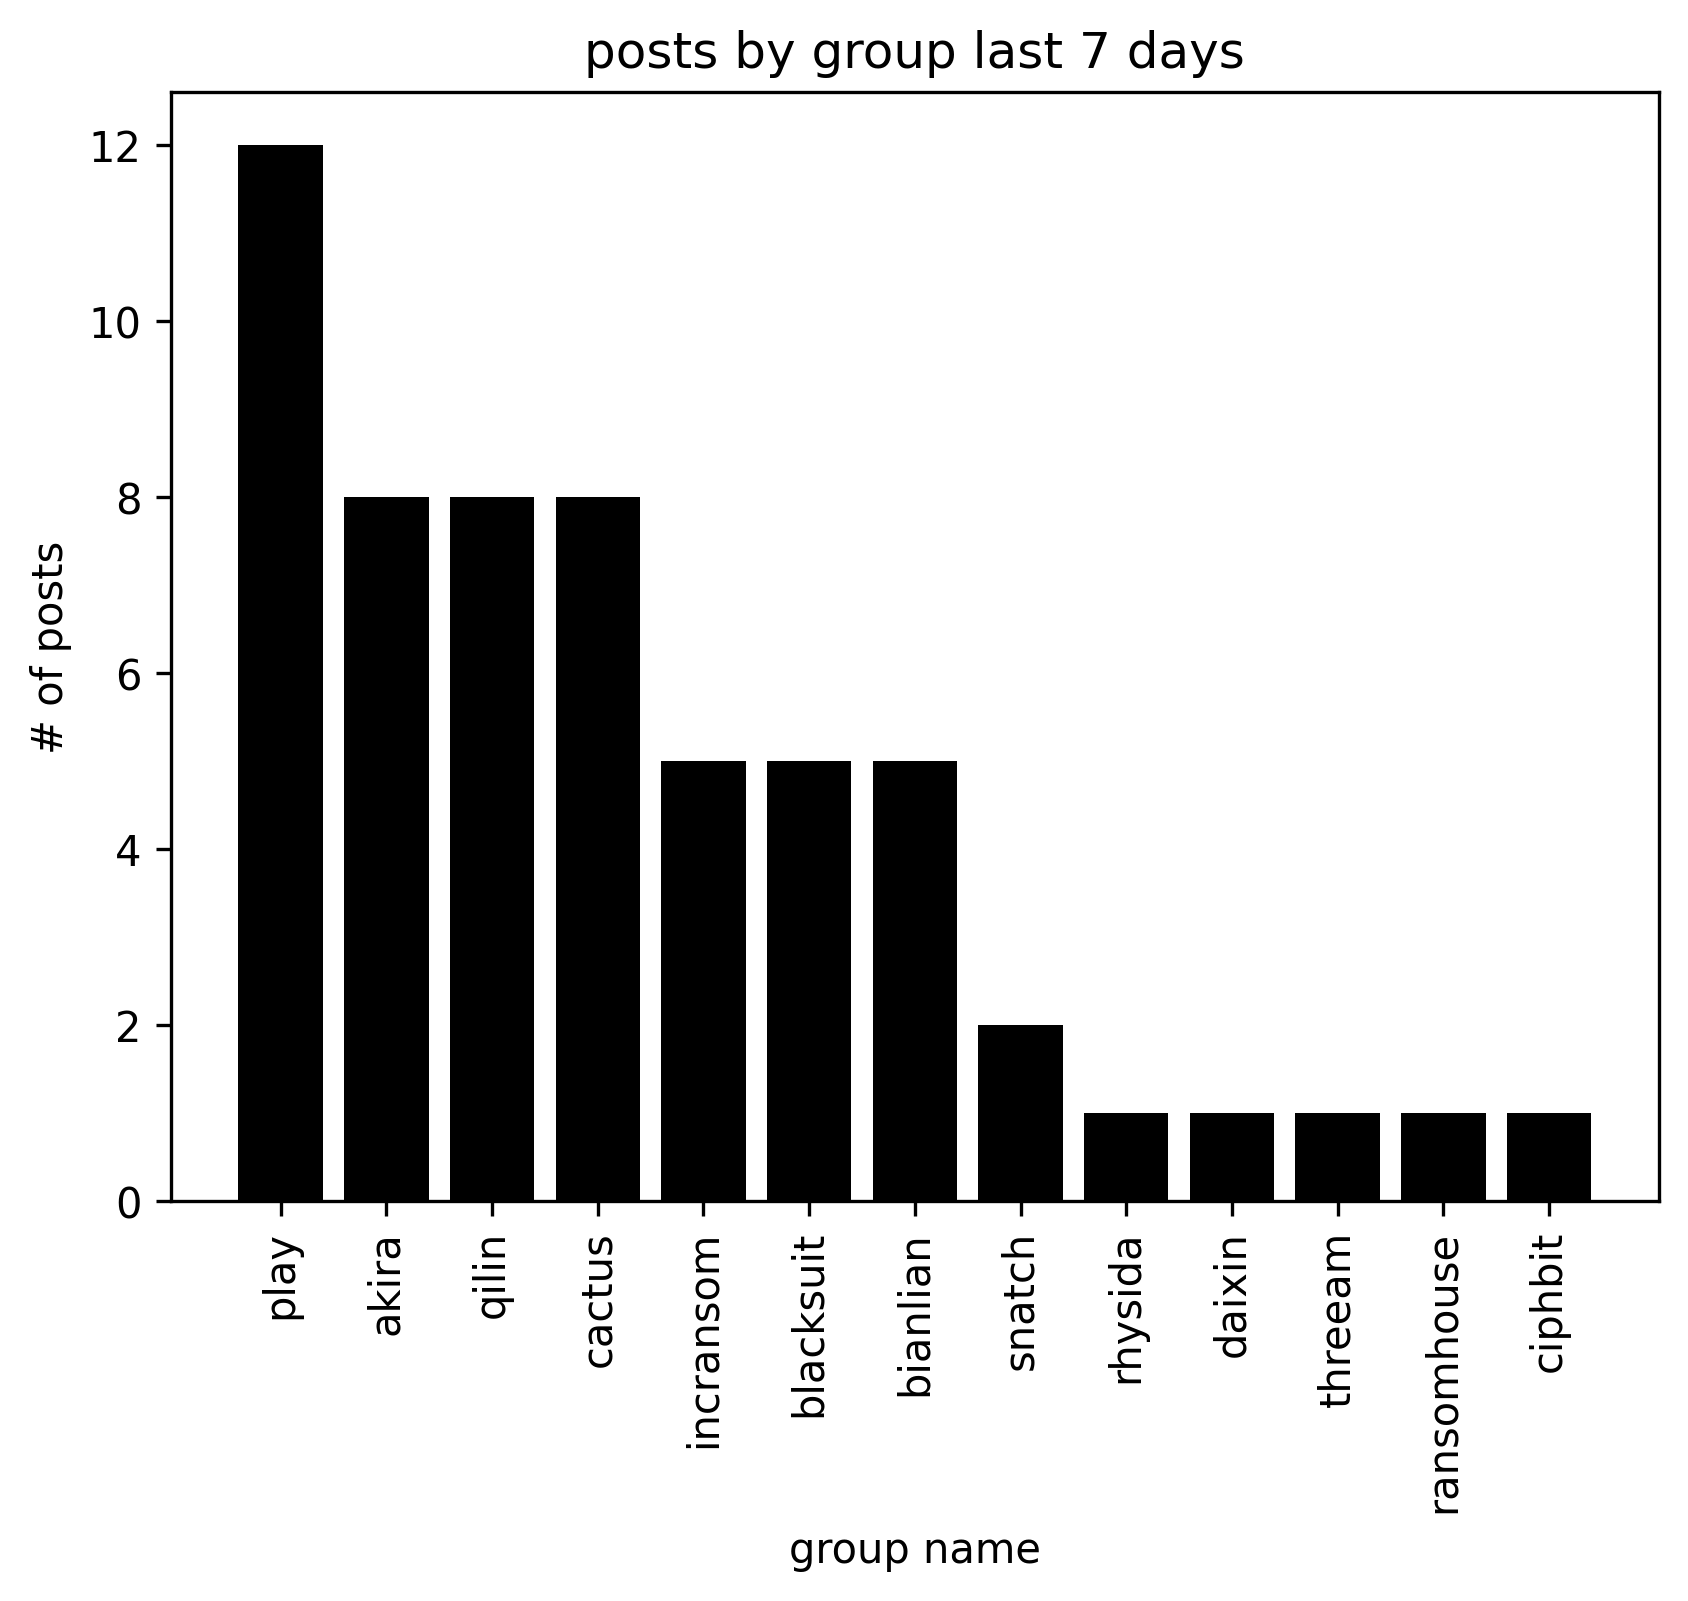 posts by group last 7 days
# of posts
12
10
8
6
4
2
0
play
akira
qilin
cactus
incransom
blacksuit
bianlian
snatch
rhysida
daixin
threeam
ransomhouse
ciphbit
group name